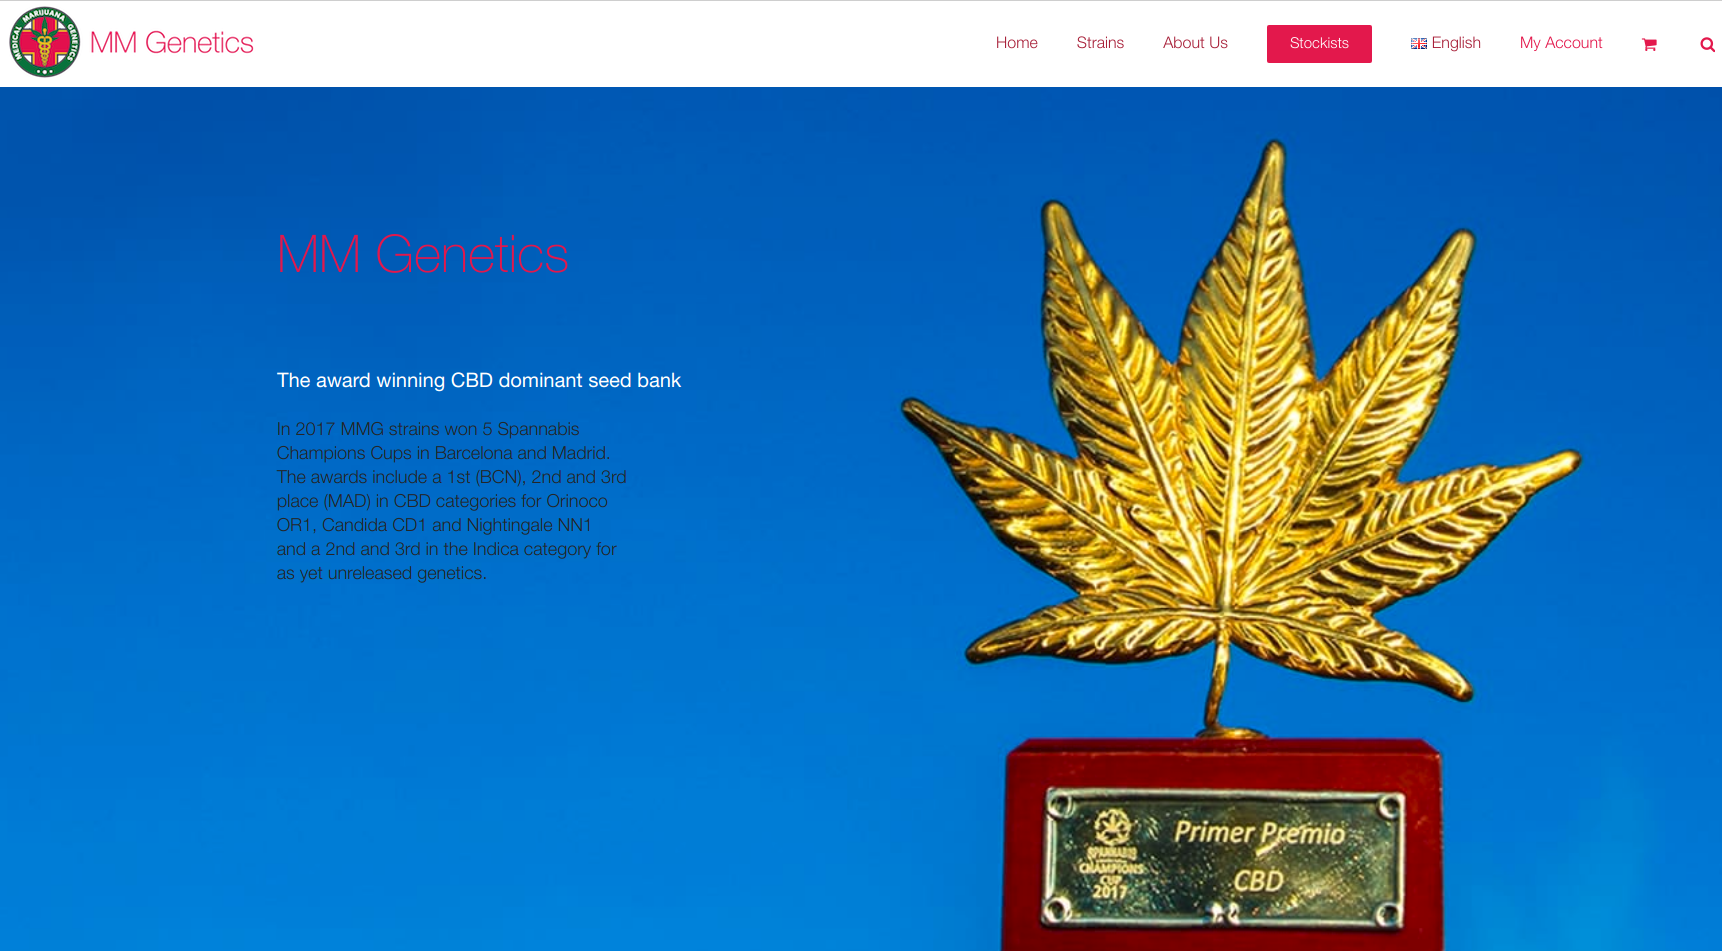 MEDICAL MARIJUANA GENETICS
MM Genetics
Home
Strains
About Us
Stockists
English
My Account
MM Genetics
The award winning CBD dominant seed bank
In 2017 MMG strains won 5 Spannabis
Champions Cups in Barcelona and Madrid.
The awards include a 1st (BCN), 2nd and 3rd
place (MAD) in CBD categories for Orinoco
OR1, Candida CD1 and Nightingale NN1
and a 2nd and 3rd in the Indica category for
as yet unreleased genetics.
SPANNABIS
CHAMPIONS
CUP
2017
Primer Premio
CBD